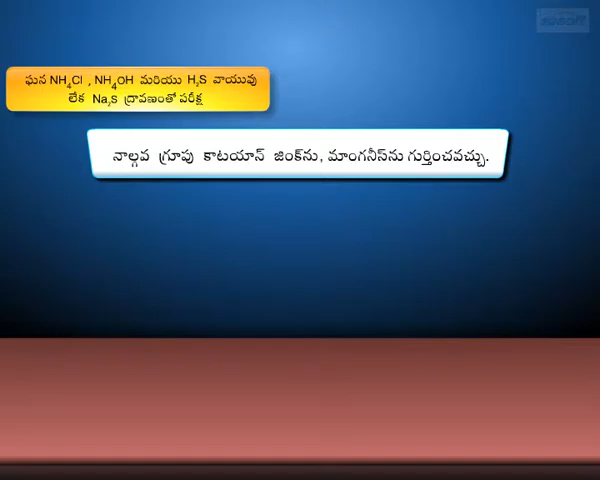 ఘన NH₄Cl , NH₄OH మరియు H₂S వాయువు
లేక Na₂S ద్రావణంతో పరీక్ష
నాల్గవ గ్రూపు కాటయాన్ జింక్‌ను, మాంగనీస్‌ను గుర్తించవచ్చు.